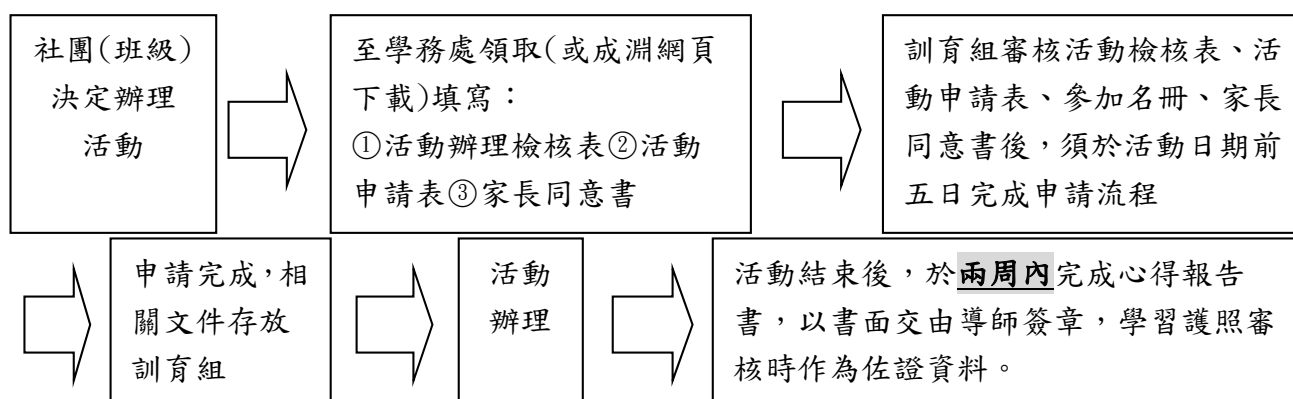 社團(班級)
決定辦理
活動
至學務處領取(或成淵網頁
下載)填寫：
①活動辦理檢核表②活動
申請表③家長同意書
訓育組審核活動檢核表、活
動申請表、參加名冊、家長
同意書後，須於活動日期前
五日完成申請流程
申請完成，相
關文件存放
訓育組
活動
辦理
活動結束後，於兩周內完成心得報告
書，以書面交由導師簽章，學習護照審
核時作為佐證資料。